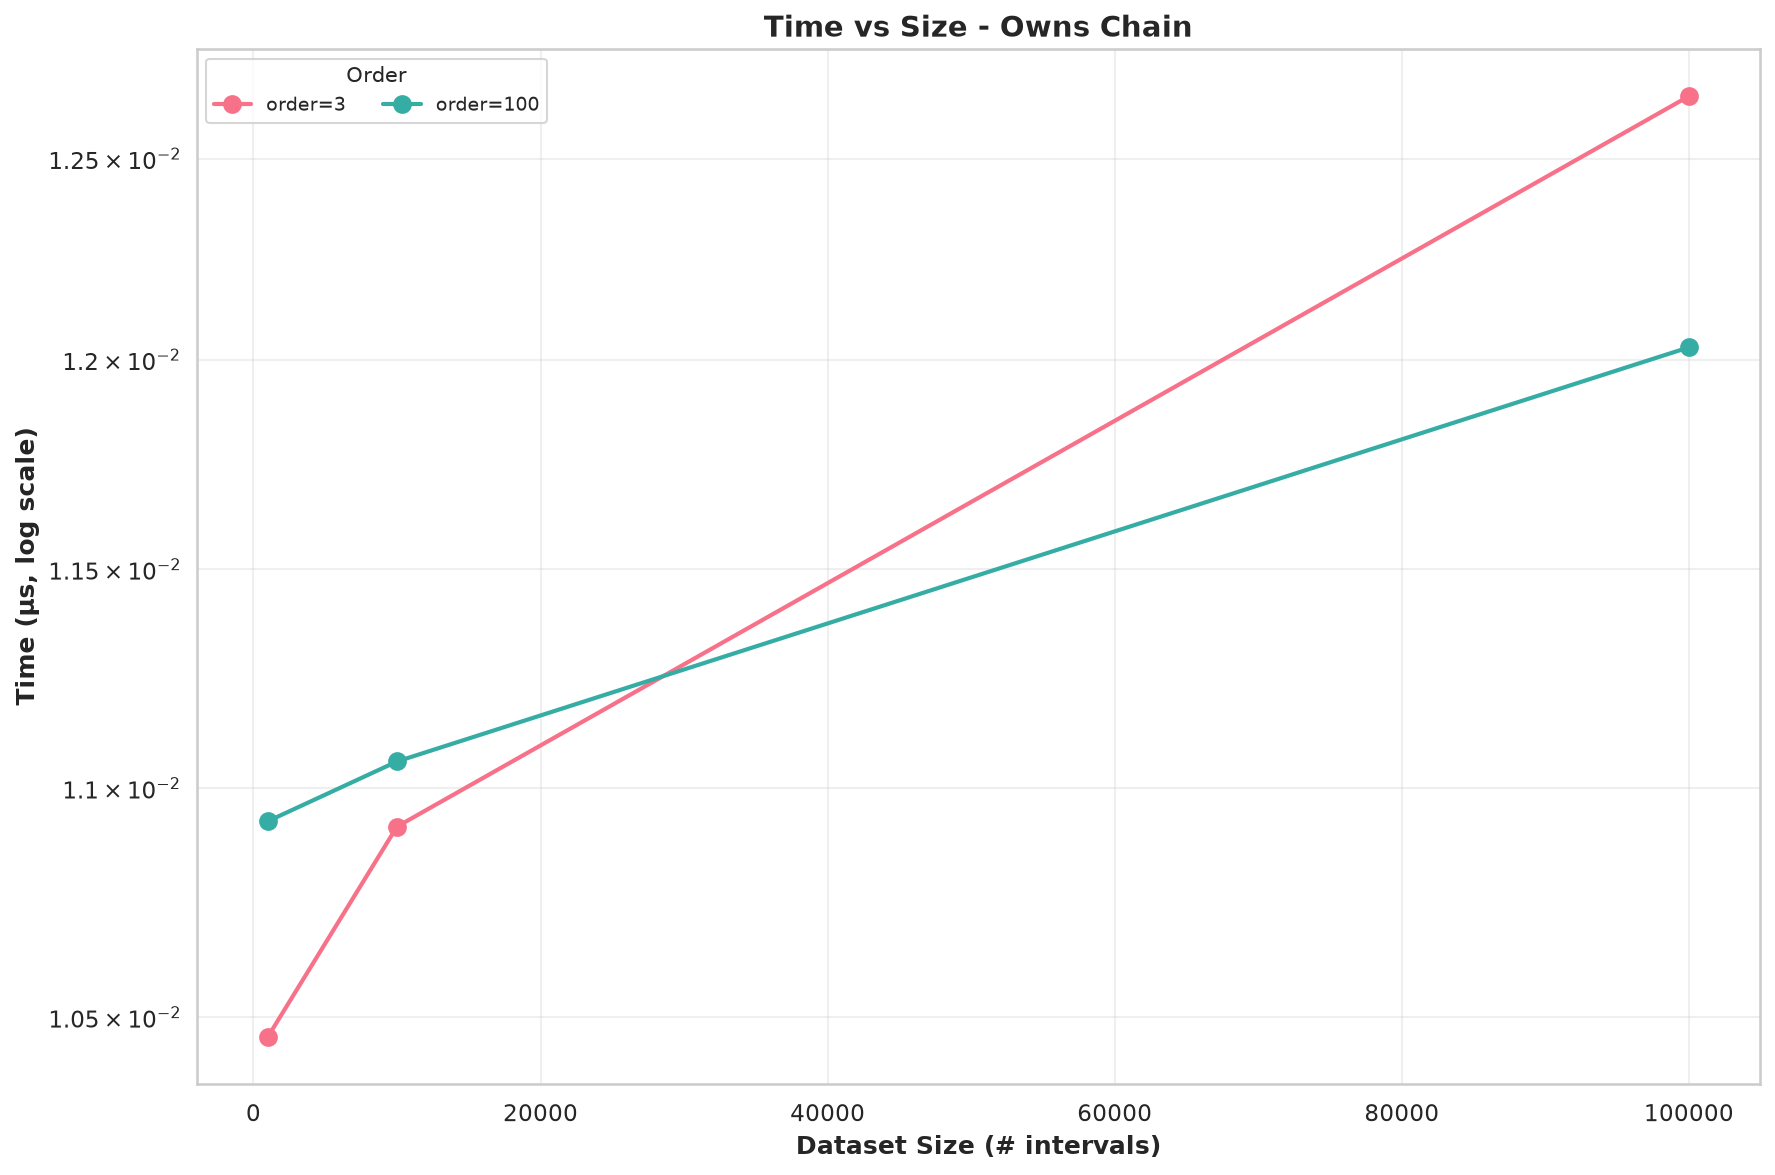 Time vs Size - Owns Chain
Order
order=3 order=100
1.25 × 10⁻²
1.2 × 10⁻²
1.15 × 10⁻²
1.1 × 10⁻²
1.05 × 10⁻²
Time (µs, log scale)
0 20000 40000 60000 80000 100000
Dataset Size (# intervals)